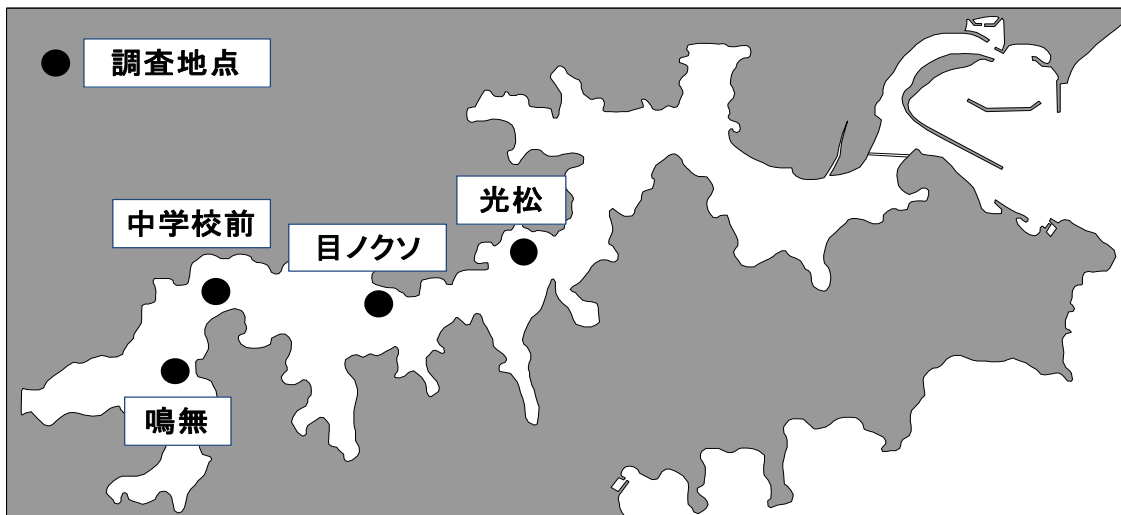 調査地点
光松
中学校前
目ノクソ
鳴無